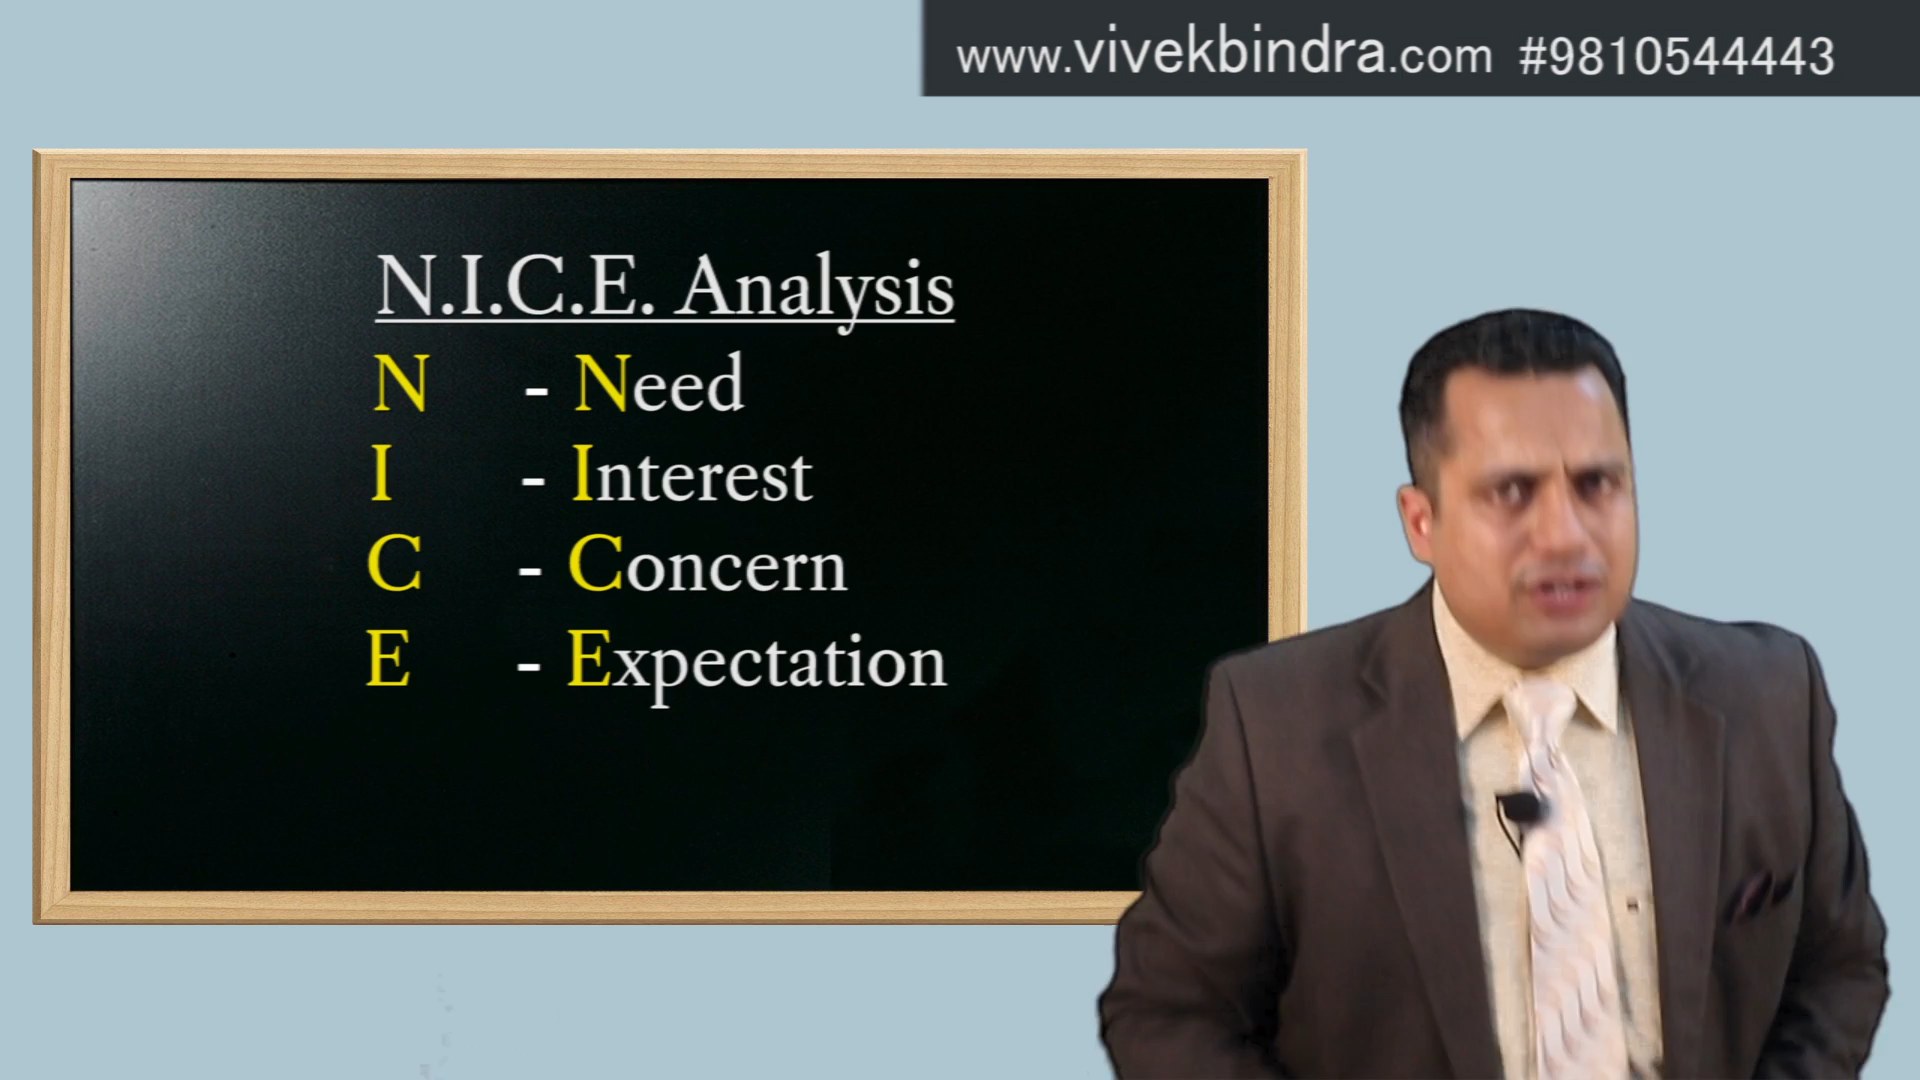 www.vivekbindra.com #9810544443
N.I.C.E. Analysis
N - Need
I - Interest
C - Concern
E - Expectation